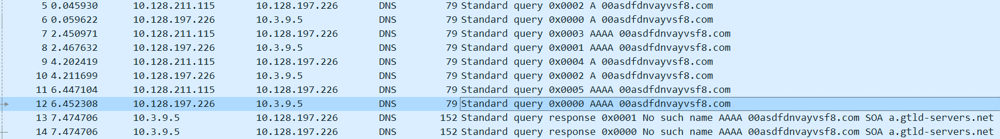 5 0.045930 10.128.211.115 10.128.197.226 DNS 79 Standard query 0x0002 A 00asdfdnvayvsf8.com
6 0.059622 10.128.197.226 10.3.9.5 DNS 79 Standard query 0x0000 A 00asdfdnvayvsf8.com
7 2.450971 10.128.211.115 10.128.197.226 DNS 79 Standard query 0x0003 AAAA 00asdfdnvayvsf8.com
8 2.467632 10.128.197.226 10.3.9.5 DNS 79 Standard query 0x0001 AAAA 00asdfdnvayvsf8.com
9 4.202419 10.128.211.115 10.128.197.226 DNS 79 Standard query 0x0004 A 00asdfdnvayvsf8.com
10 4.211699 10.128.197.226 10.3.9.5 DNS 79 Standard query 0x0002 A 00asdfdnvayvsf8.com
11 6.447104 10.128.211.115 10.128.197.226 DNS 79 Standard query 0x0005 AAAA 00asdfdnvayvsf8.com
12 6.452308 10.128.197.226 10.3.9.5 DNS 79 Standard query 0x0000 AAAA 00asdfdnvayvsf8.com
13 7.474706 10.3.9.5 10.128.197.226 DNS 152 Standard query response 0x0001 No such name AAAA 00asdfdnvayvsf8.com SOA a.gtld-servers.net
14 7.474706 10.3.9.5 10.128.197.226 DNS 152 Standard query response 0x0000 No such name AAAA 00asdfdnvayvsf8.com SOA a.gtld-servers.net